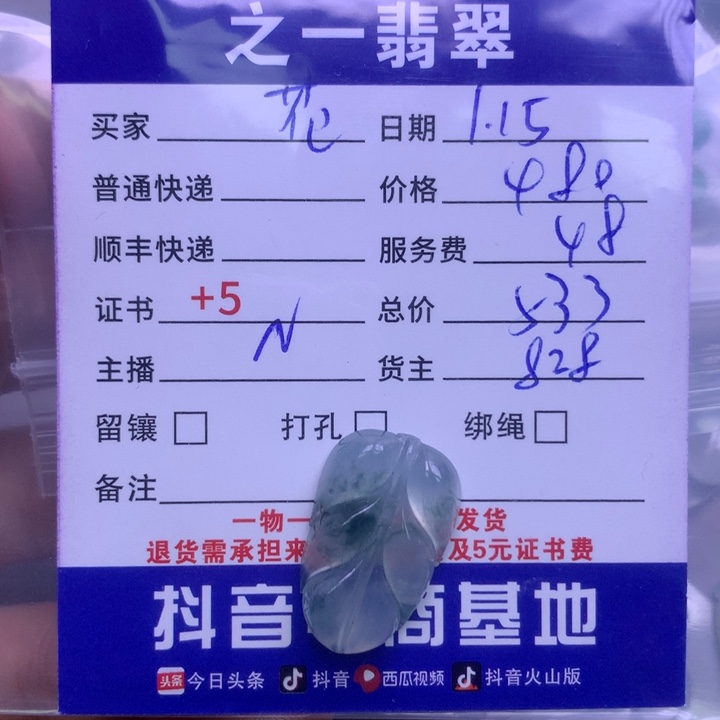 之一翡翠
买家 花 日期 1.15
普通快递 价格 480
顺丰快递 服务费 48
证书 +5 总价 533
主播 N 货主 828
留镶 打孔 绑绳
备注
一物一 发货
退货需承担来 及5元证书费
抖音 商基地
头条 今日头条 抖音 西瓜视频 抖音火山版